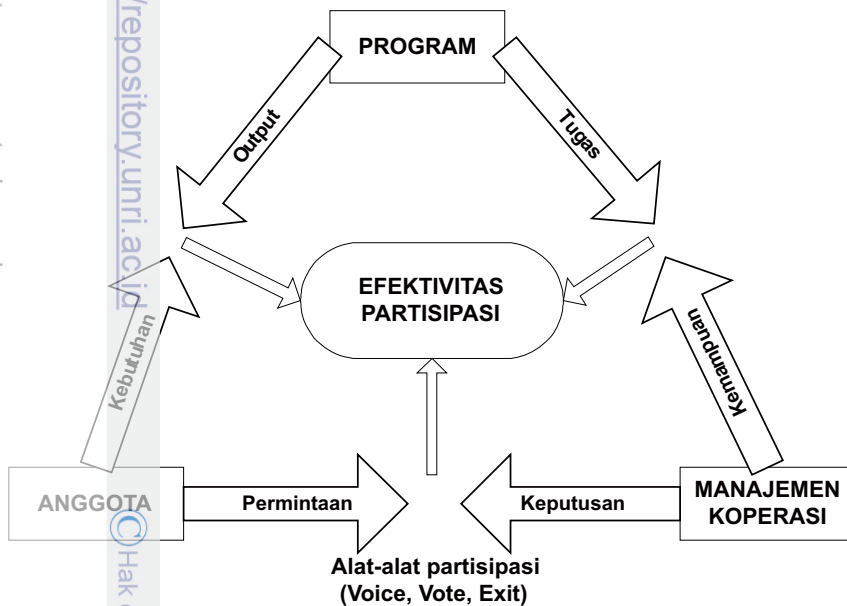 PROGRAM
Output
Tugas
EFEKTIVITAS
PARTISIPASI
Kebutuhan
Kemampuan
ANGGOTA
Permintaan
Keputusan
MANAJEMEN
KOPERASI
Alat-alat partisipasi
(Voice, Vote, Exit)
/repository.unri.ac.id
© Hak